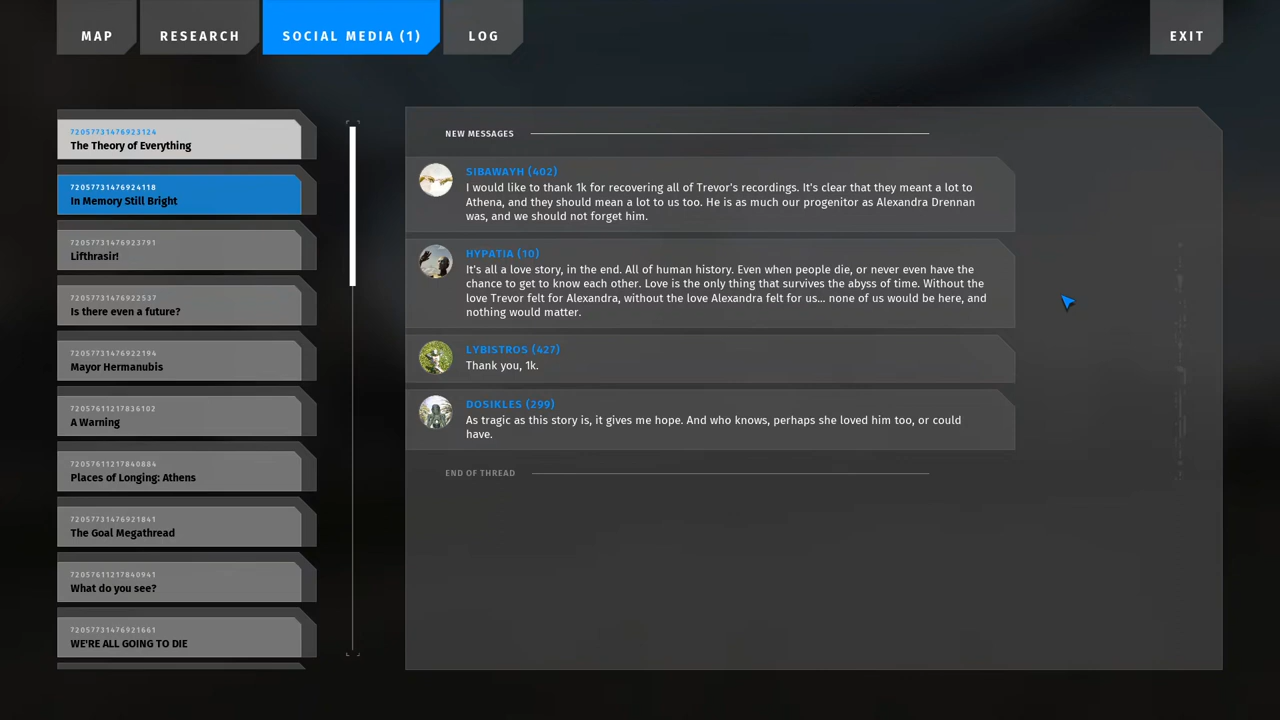 MAP
RESEARCH
SOCIAL MEDIA (1)
LOG
EXIT
72057731476923124
The Theory of Everything
72057731476924118
In Memory Still Bright
72057731476923791
Lifthrasir!
72057731476922537
Is there even a future?
72057731476922194
Mayor Hermanubis
72057611217836102
A Warning
72057611217840884
Places of Longing: Athens
72057731476921841
The Goal Megathread
72057611217840941
What do you see?
72057731476921661
WE'RE ALL GOING TO DIE
NEW MESSAGES
SIBAWAYH (402)
I would like to thank 1k for recovering all of Trevor's recordings. It's clear that they meant a lot to
Athena, and they should mean a lot to us too. He is as much our progenitor as Alexandra Drennan
was, and we should not forget him.
HYPATIA (10)
It's all a love story, in the end. All of human history. Even when people die, or never even have the
chance to get to know each other. Love is the only thing that survives the abyss of time. Without the
love Trevor felt for Alexandra, without the love Alexandra felt for us... none of us would be here, and
nothing would matter.
LYBISTROS (427)
Thank you, 1k.
DOSIKLES (299)
As tragic as this story is, it gives me hope. And who knows, perhaps she loved him too, or could
have.
END OF THREAD